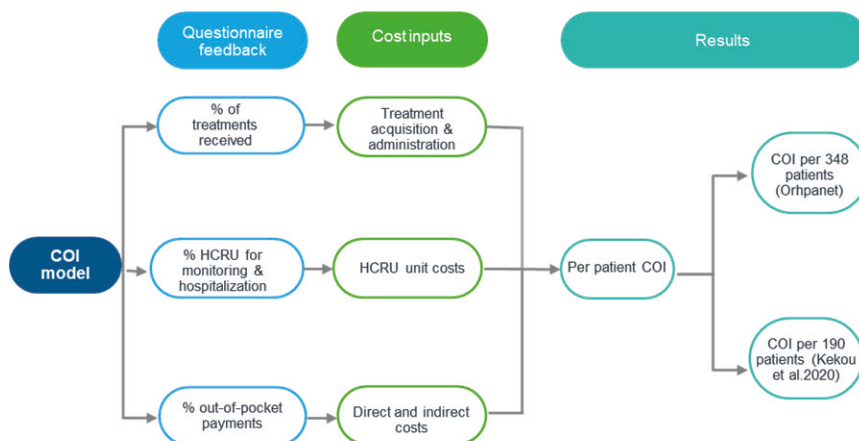 Questionnaire
feedback
Cost inputs
Results
% of
treatments
received
Treatment
acquisition &
administration
COI per 348
patients
(Orhpanet)
COI
model
% HCRU for
monitoring &
hospitalization
HCRU unit costs
Per patient COI
% out-of-pocket
payments
Direct and indirect
costs
COI per 190
patients (Kekou
et al.2020)